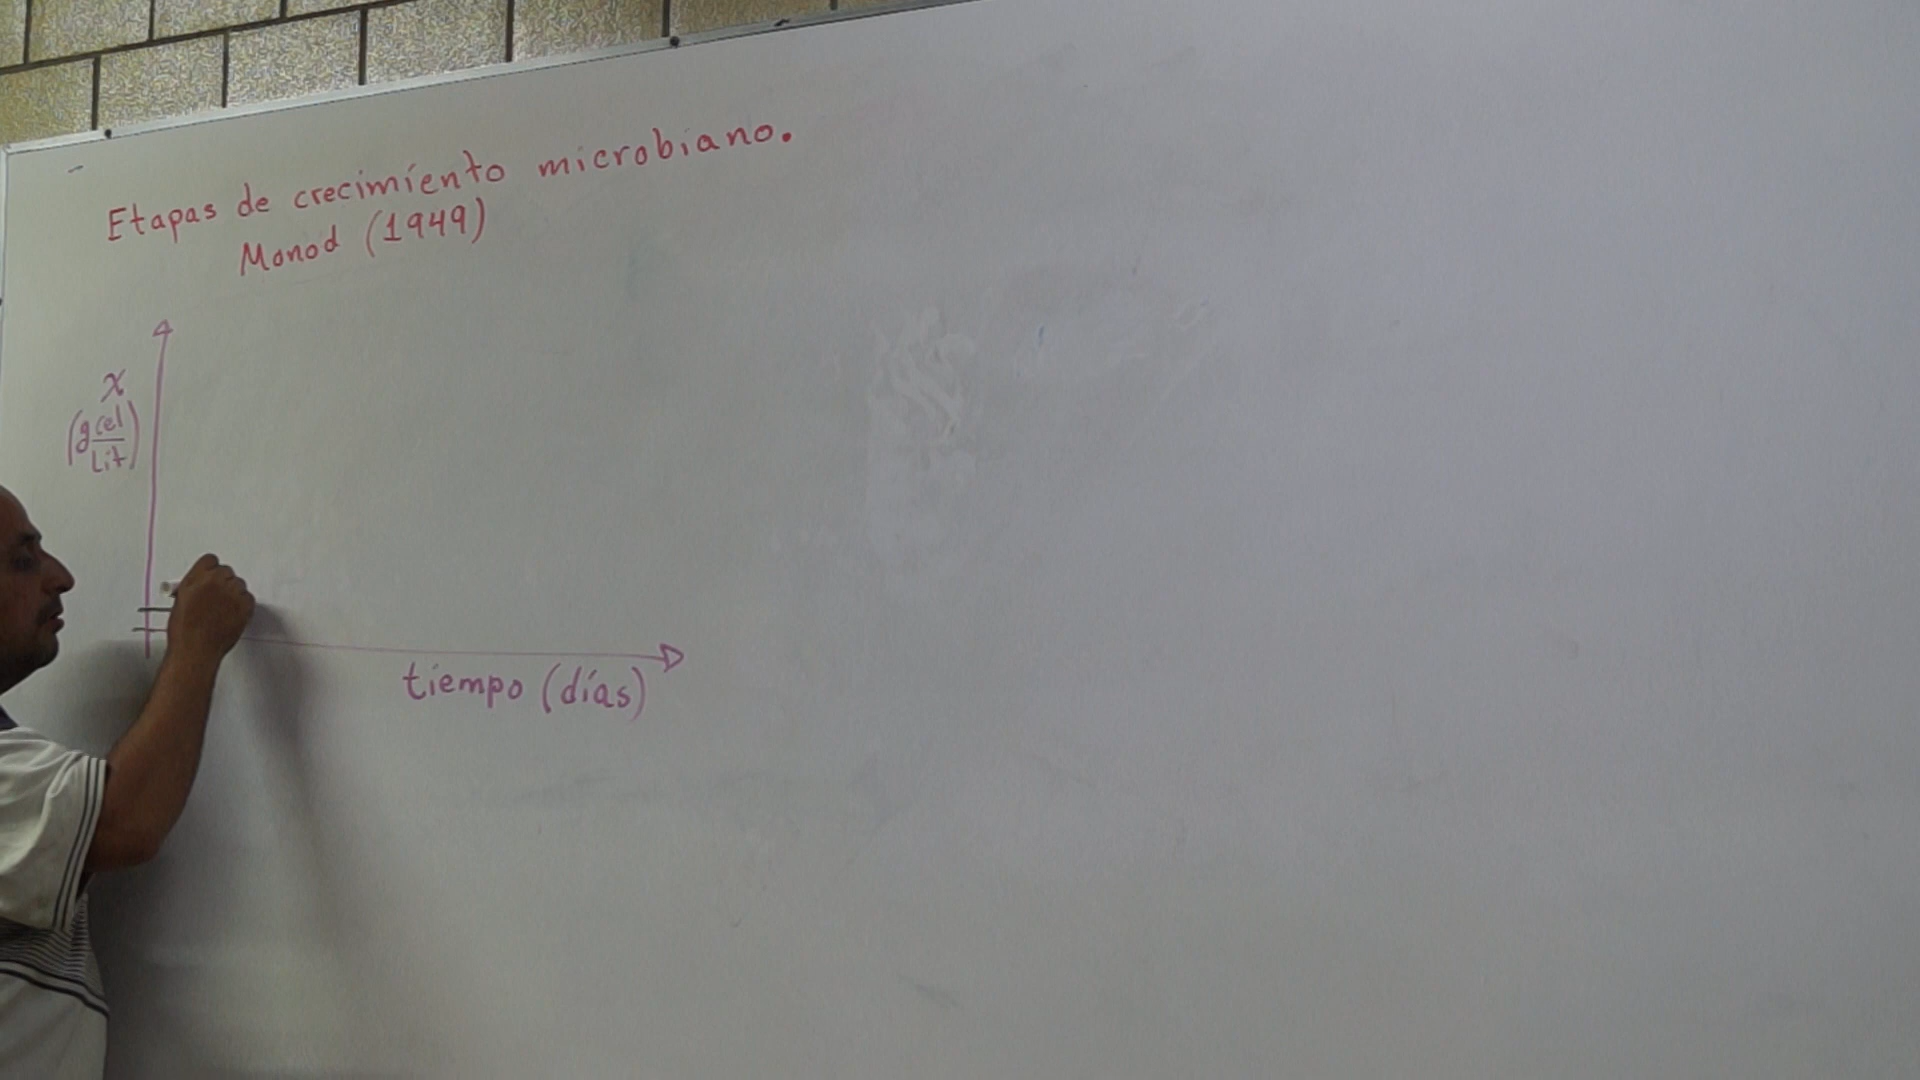 Etapas de crecimiento microbiano.
Monod (1949)
x
(g cel
Lit)
tiempo (días)